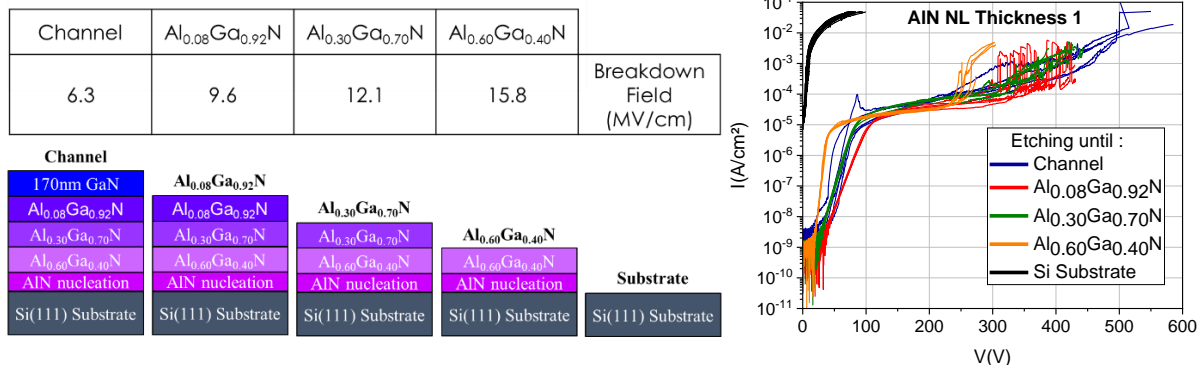 Channel Al0.08Ga0.92N Al0.30Ga0.70N Al0.60Ga0.40N
6.3 9.6 12.1 15.8 Breakdown Field (MV/cm)
Channel
170nm GaN
Al0.08Ga0.92N
Al0.30Ga0.70N
Al0.60Ga0.40N
AlN nucleation
Si(111) Substrate
Al0.08Ga0.92N
Al0.08Ga0.92N
Al0.30Ga0.70N
Al0.60Ga0.40N
AlN nucleation
Si(111) Substrate
Al0.30Ga0.70N
Al0.30Ga0.70N
Al0.60Ga0.40N
AlN nucleation
Si(111) Substrate
Al0.60Ga0.40N
Al0.60Ga0.40N
AlN nucleation
Si(111) Substrate
Substrate
Si(111) Substrate
AlN NL Thickness 1
I(A/cm²)
10-1
10-2
10-3
10-4
10-5
10-6
10-7
10-8
10-9
10-10
10-11
Etching until :
Channel
Al0.08Ga0.92N
Al0.30Ga0.70N
Al0.60Ga0.40N
Si Substrate
0 100 200 300 400 500 600
V(V)